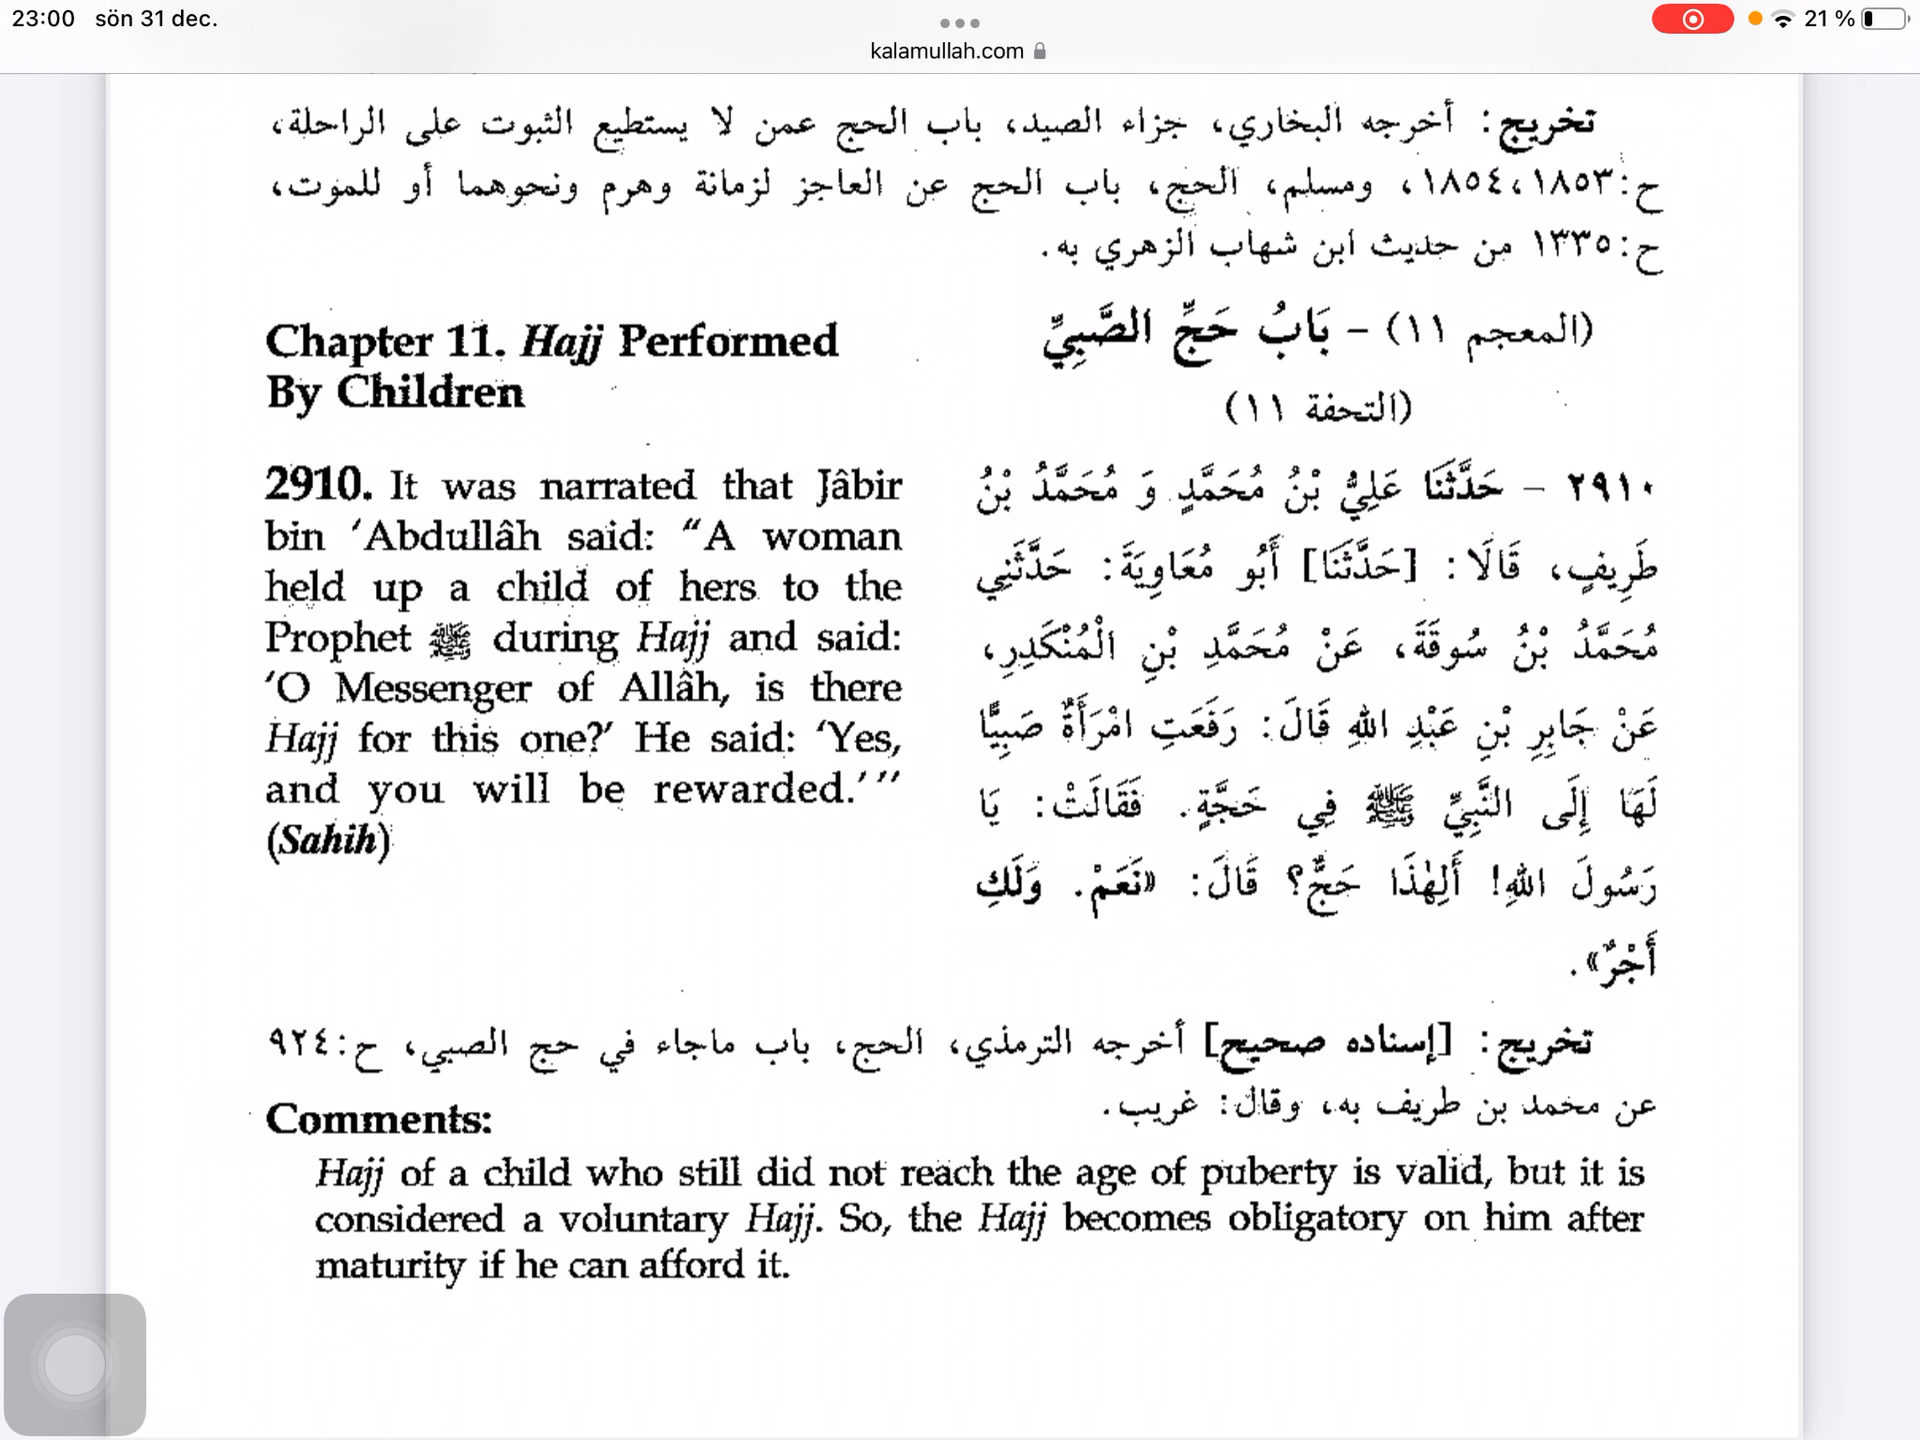 23:00 sön 31 dec.
21 %
kalamullah.com
تخريج: أخرجه البخاري، جزاء الصيد، باب الحج عمن لا يستطيع الثبوت على الراحلة،
ح:١٨٥٤،١٨٥٣، ومسلم، الحج، باب الحج عن العاجز لزمانة وهرم ونحوهما أو للموت،
ح:١٣٣٥ من حديث ابن شهاب الزهري به.
Chapter 11. Hajj Performed
By Children
(المعجم ١١) – بَابُ حَجِّ الصَّبِيِّ
(التحفة ١١)
2910. It was narrated that Jâbir
bin ‘Abdullâh said: “A woman
held up a child of hers to the
Prophet ﷺ during Hajj and said:
‘O Messenger of Allâh, is there
Hajj for this one?’ He said: ‘Yes,
and you will be rewarded.’”
(Sahih)
٢٩١٠ – حَدَّثَنَا عَلِيُّ بْنُ مُحَمَّدٍ وَ مُحَمَّدُ بْنُ
طَرِيفٍ، قَالَا: [حَدَّثَنَا] أَبُو مُعَاوِيَةَ: حَدَّثَنِي
مُحَمَّدُ بْنُ سُوقَةَ، عَنْ مُحَمَّدِ بْنِ الْمُنْكَدِرِ،
عَنْ جَابِرِ بْنِ عَبْدِ اللهِ قَالَ: رَفَعَتِ امْرَأَةٌ صَبِيًّا
لَهَا إِلَى النَّبِيِّ ﷺ فِي حَجَّةٍ. فَقَالَتْ: يَا
رَسُولَ اللهِ! أَلِهٰذَا حَجٌّ؟ قَالَ: «نَعَمْ. وَلَكِ
أَجْرٌ».
تخريج: [إسناده صحيح] أخرجه الترمذي، الحج، باب ماجاء في حج الصبي، ح:٩٢٤
عن محمد بن طريف به، وقال: غريب.
Comments:
Hajj of a child who still did not reach the age of puberty is valid, but it is
considered a voluntary Hajj. So, the Hajj becomes obligatory on him after
maturity if he can afford it.